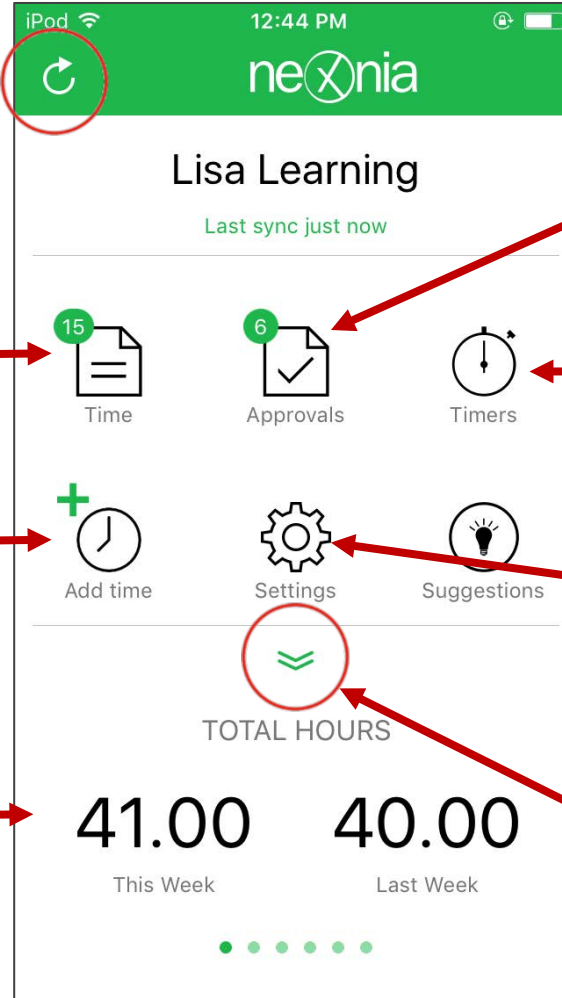 iPod 12:44 PM
nexonia
Lisa Learning
Last sync just now
15 6
Time Approvals Timers
Add time Settings Suggestions
TOTAL HOURS
41.00 40.00
This Week Last Week